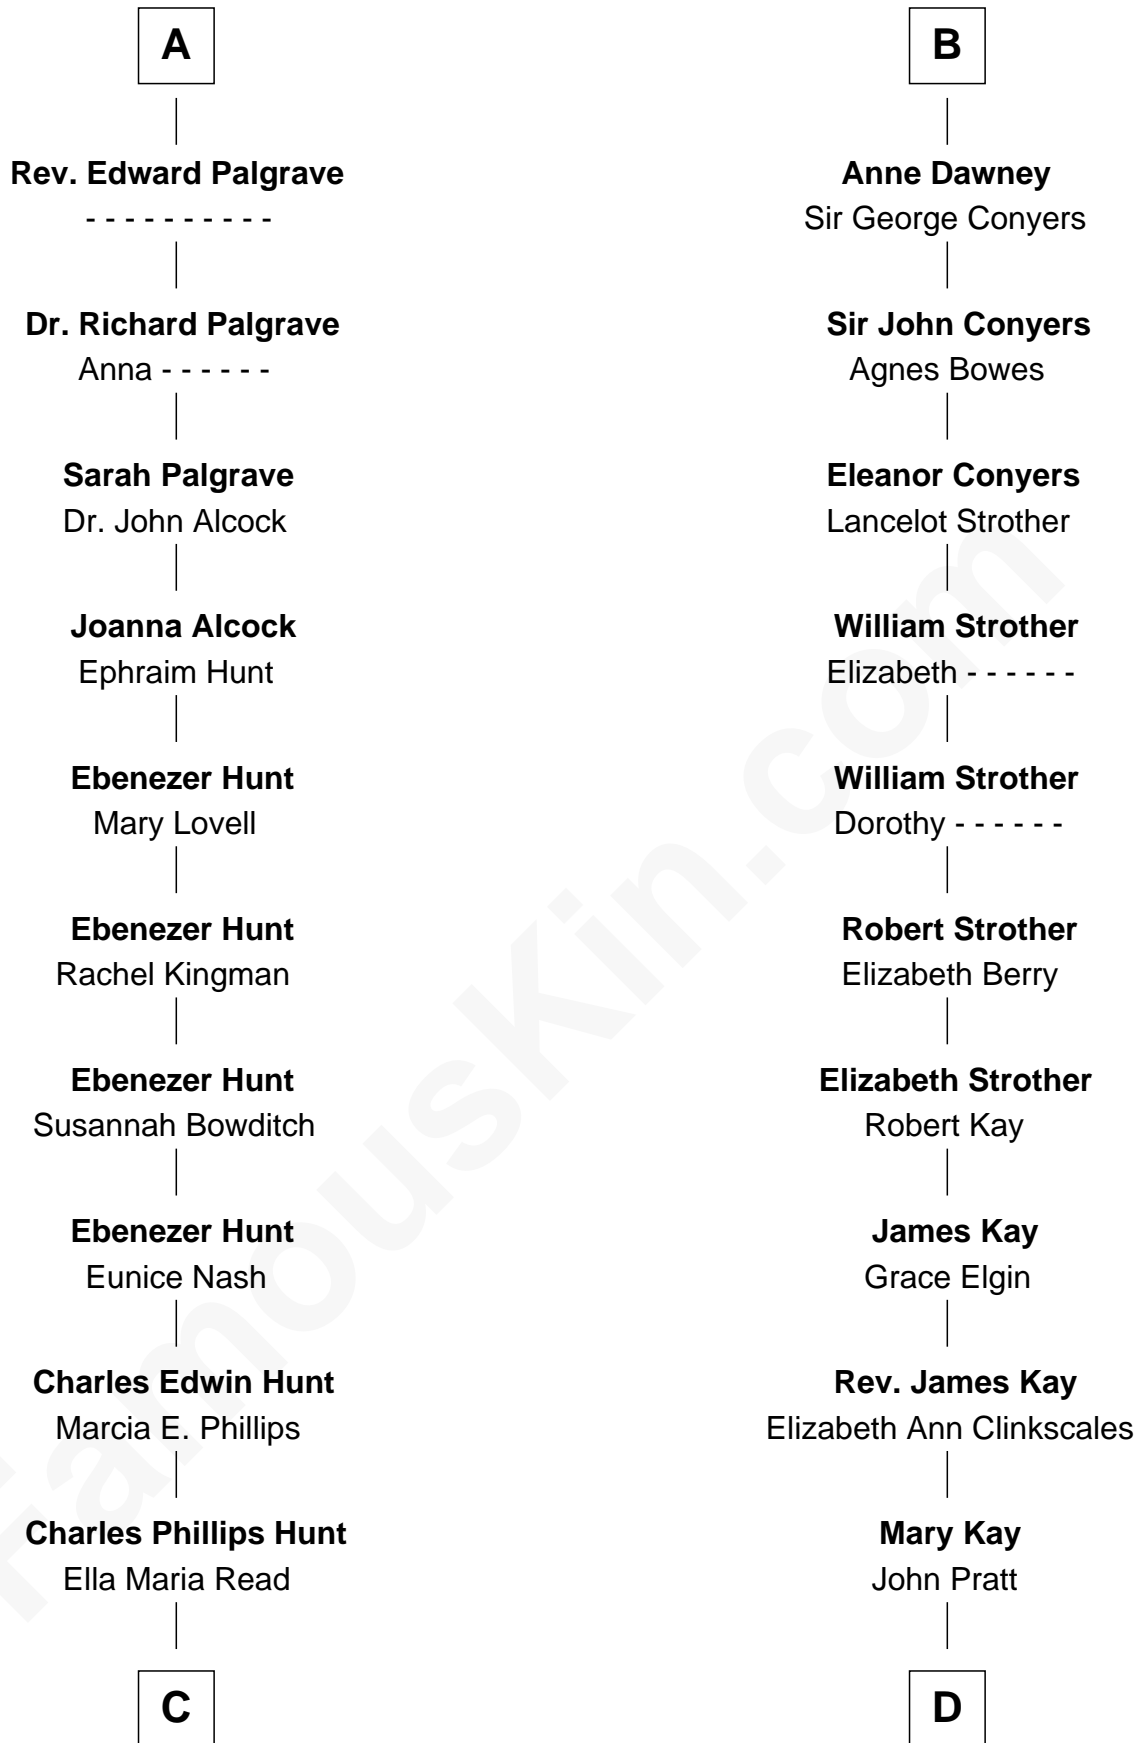 A
Rev. Edward Palgrave
- - - - - - - - - -
Dr. Richard Palgrave
Anna - - - - - -
Sarah Palgrave
Dr. John Alcock
Joanna Alcock
Ephraim Hunt
Ebenezer Hunt
Mary Lovell
Ebenezer Hunt
Rachel Kingman
Ebenezer Hunt
Susannah Bowditch
Ebenezer Hunt
Eunice Nash
Charles Edwin Hunt
Marcia E. Phillips
Charles Phillips Hunt
Ella Maria Read
C
B
Anne Dawney
Sir George Conyers
Sir John Conyers
Agnes Bowes
Eleanor Conyers
Lancelot Strother
William Strother
Elizabeth - - - - - -
William Strother
Dorothy - - - - - -
Robert Strother
Elizabeth Berry
Elizabeth Strother
Robert Kay
James Kay
Grace Elgin
Rev. James Kay
Elizabeth Ann Clinkscales
Mary Kay
John Pratt
D
FamousKin.com